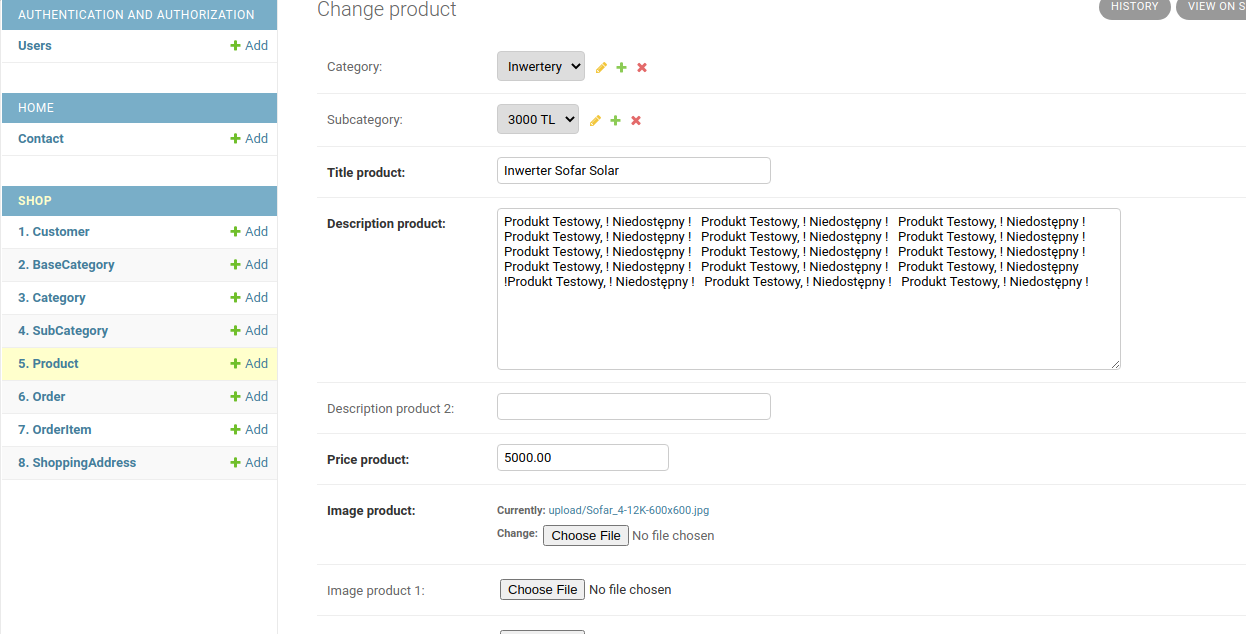 AUTHENTICATION AND AUTHORIZATION
Users Add
HOME
Contact Add
SHOP
1. Customer Add
2. BaseCategory Add
3. Category Add
4. SubCategory Add
5. Product Add
6. Order Add
7. OrderItem Add
8. ShoppingAddress Add
Change product
HISTORY VIEW ON S
Category: Inwertery
Subcategory: 3000 TL
Title product: Inwerter Sofar Solar
Description product: Produkt Testowy, ! Niedostępny ! Produkt Testowy, ! Niedostępny ! Produkt Testowy, ! Niedostępny !
Produkt Testowy, ! Niedostępny ! Produkt Testowy, ! Niedostępny ! Produkt Testowy, ! Niedostępny !
Produkt Testowy, ! Niedostępny ! Produkt Testowy, ! Niedostępny ! Produkt Testowy, ! Niedostępny !
Produkt Testowy, ! Niedostępny ! Produkt Testowy, ! Niedostępny ! Produkt Testowy, ! Niedostępny
!Produkt Testowy, ! Niedostępny ! Produkt Testowy, ! Niedostępny ! Produkt Testowy, ! Niedostępny !
Description product 2:
Price product: 5000.00
Image product: Currently: upload/Sofar_4-12K-600x600.jpg
Change: Choose File No file chosen
Image product 1: Choose File No file chosen